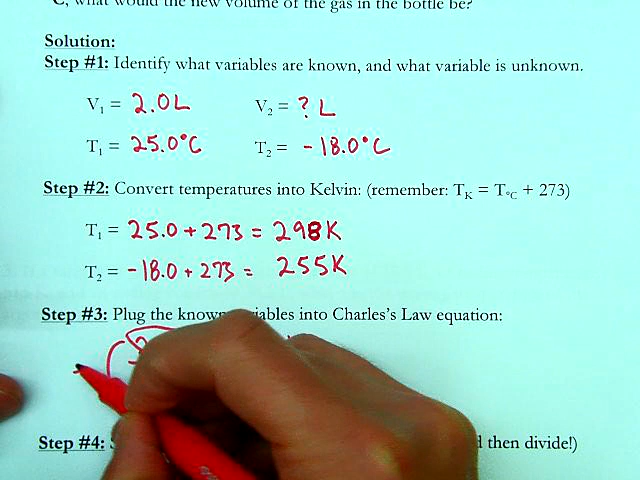 °C, what would the new volume of the gas in the bottle be?
Solution:
Step #1: Identify what variables are known, and what variable is unknown.
V₁ = 2.0L V₂ = ? L
T₁ = 25.0°C T₂ = -18.0°C
Step #2: Convert temperatures into Kelvin: (remember: Tₖ = T°C + 273)
T₁ = 25.0 + 273 = 298K
T₂ = -18.0 + 273 = 255K
Step #3: Plug the known variables into Charles's Law equation:
Step #4: then divide!)